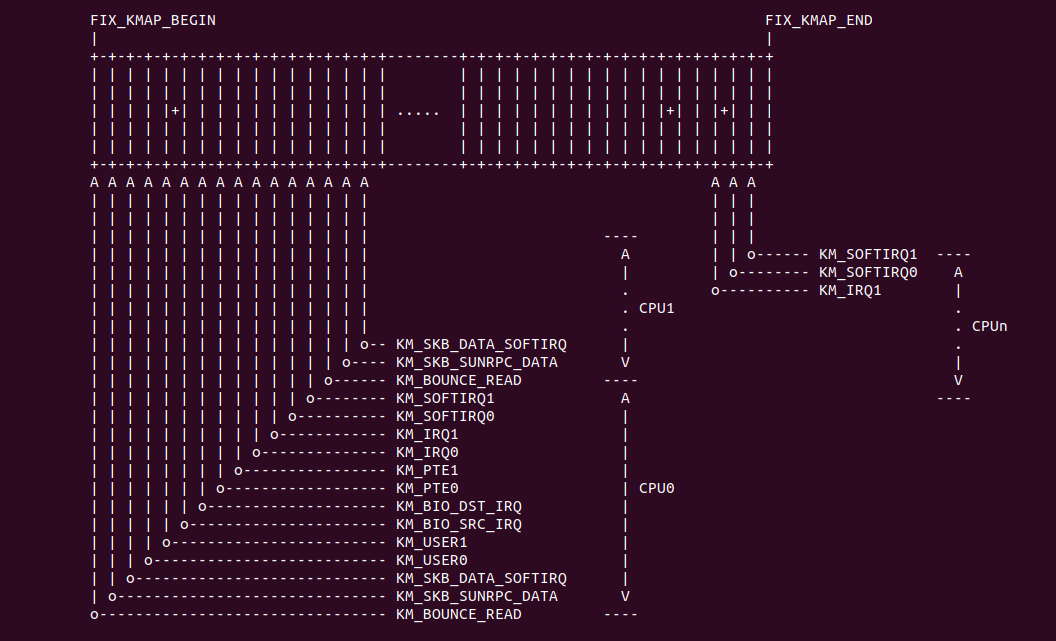 FIX_KMAP_BEGIN FIX_KMAP_END
| |
+-+-+-+-+-+-+-+-+-+-+-+-+-+-+-+-+--------+-+-+-+-+-+-+-+-+-+-+-+-+-+-+-+-+-+
| | | | | | | | | | | | | | | | | | | | | | | | | | | | | | | | | | |
| | | | | | | | | | | | | | | | | | | | | | | | | | | | | | | | | | |
| | | | |+| | | | | | | | | | | ..... | | | | | | | | | | | |+| | |+| | |
| | | | | | | | | | | | | | | | | | | | | | | | | | | | | | | | | | |
| | | | | | | | | | | | | | | | | | | | | | | | | | | | | | | | | | |
+-+-+-+-+-+-+-+-+-+-+-+-+-+-+-+-+--------+-+-+-+-+-+-+-+-+-+-+-+-+-+-+-+-+-+
A A A A A A A A A A A A A A A A A A A
| | | | | | | | | | | | | | | | | | |
| | | | | | | | | | | | | | | | | | |
| | | | | | | | | | | | | | | | ---- | | |
| | | | | | | | | | | | | | | | A | | o------ KM_SOFTIRQ1 ----
| | | | | | | | | | | | | | | | | | o-------- KM_SOFTIRQ0 A
| | | | | | | | | | | | | | | | . o---------- KM_IRQ1 |
| | | | | | | | | | | | | | | | . CPU1 .
| | | | | | | | | | | | | | | | . . CPUn
| | | | | | | | | | | | | | | o-- KM_SKB_DATA_SOFTIRQ | .
| | | | | | | | | | | | | | o---- KM_SKB_SUNRPC_DATA V |
| | | | | | | | | | | | | o------ KM_BOUNCE_READ ---- V
| | | | | | | | | | | | o-------- KM_SOFTIRQ1 A ----
| | | | | | | | | | | o---------- KM_SOFTIRQ0 |
| | | | | | | | | | o------------ KM_IRQ1 |
| | | | | | | | | o-------------- KM_IRQ0 |
| | | | | | | | o---------------- KM_PTE1 |
| | | | | | | o------------------ KM_PTE0 | CPU0
| | | | | | o-------------------- KM_BIO_DST_IRQ |
| | | | | o---------------------- KM_BIO_SRC_IRQ |
| | | | o------------------------ KM_USER1 |
| | | o-------------------------- KM_USER0 |
| | o---------------------------- KM_SKB_DATA_SOFTIRQ |
| o------------------------------ KM_SKB_SUNRPC_DATA V
o-------------------------------- KM_BOUNCE_READ ----